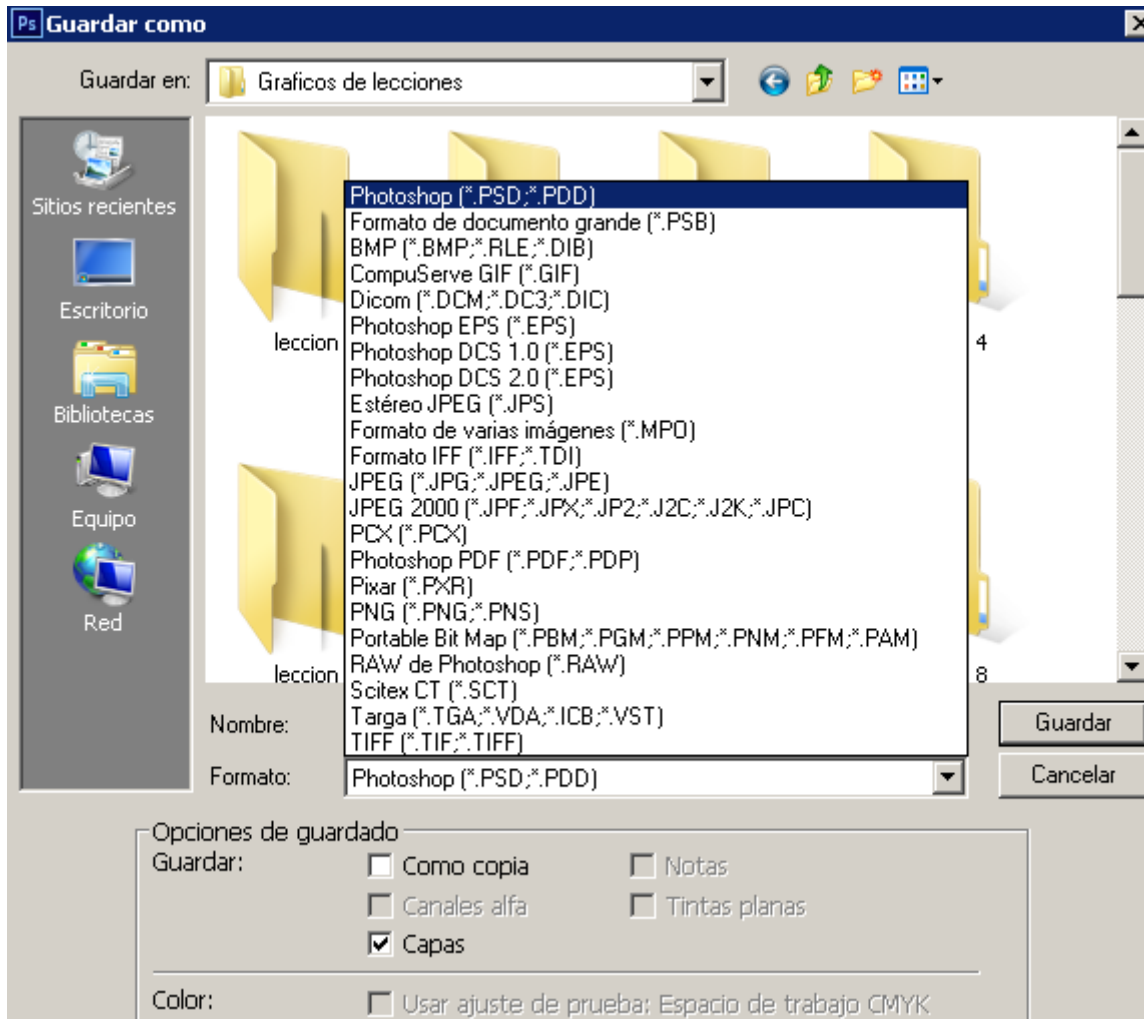 Ps Guardar como
Guardar en: Graficos de lecciones
Sitios recientes
Escritorio
Bibliotecas
Equipo
Red
leccion
4
leccion
8
Photoshop (*.PSD;*.PDD)
Formato de documento grande (*.PSB)
BMP (*.BMP;*.RLE;*.DIB)
CompuServe GIF (*.GIF)
Dicom (*.DCM;*.DC3;*.DIC)
Photoshop EPS (*.EPS)
Photoshop DCS 1.0 (*.EPS)
Photoshop DCS 2.0 (*.EPS)
Estéreo JPEG (*.JPS)
Formato de varias imágenes (*.MPO)
Formato IFF (*.IFF;*.TDI)
JPEG (*.JPG;*.JPEG;*.JPE)
JPEG 2000 (*.JPF;*.JPX;*.JP2;*.J2C;*.J2K;*.JPC)
PCX (*.PCX)
Photoshop PDF (*.PDF;*.PDP)
Pixar (*.PXR)
PNG (*.PNG;*.PNS)
Portable Bit Map (*.PBM;*.PGM;*.PPM;*.PNM;*.PFM;*.PAM)
RAW de Photoshop (*.RAW)
Scitex CT (*.SCT)
Targa (*.TGA;*.VDA;*.ICB;*.VST)
TIFF (*.TIF;*.TIFF)
Nombre:
Guardar
Formato: Photoshop (*.PSD;*.PDD)
Cancelar
Opciones de guardado
Guardar: Como copia Notas
Canales alfa Tintas planas
Capas
Color: Usar ajuste de prueba: Espacio de trabajo CMYK